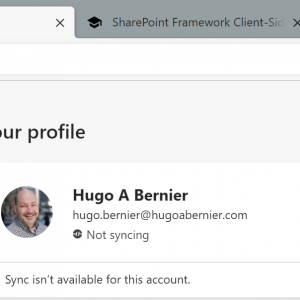 SharePoint Framework Client-Sid
our profile
Hugo A Bernier
hugo.bernier@hugoabernier.com
Not syncing
Sync isn't available for this account.